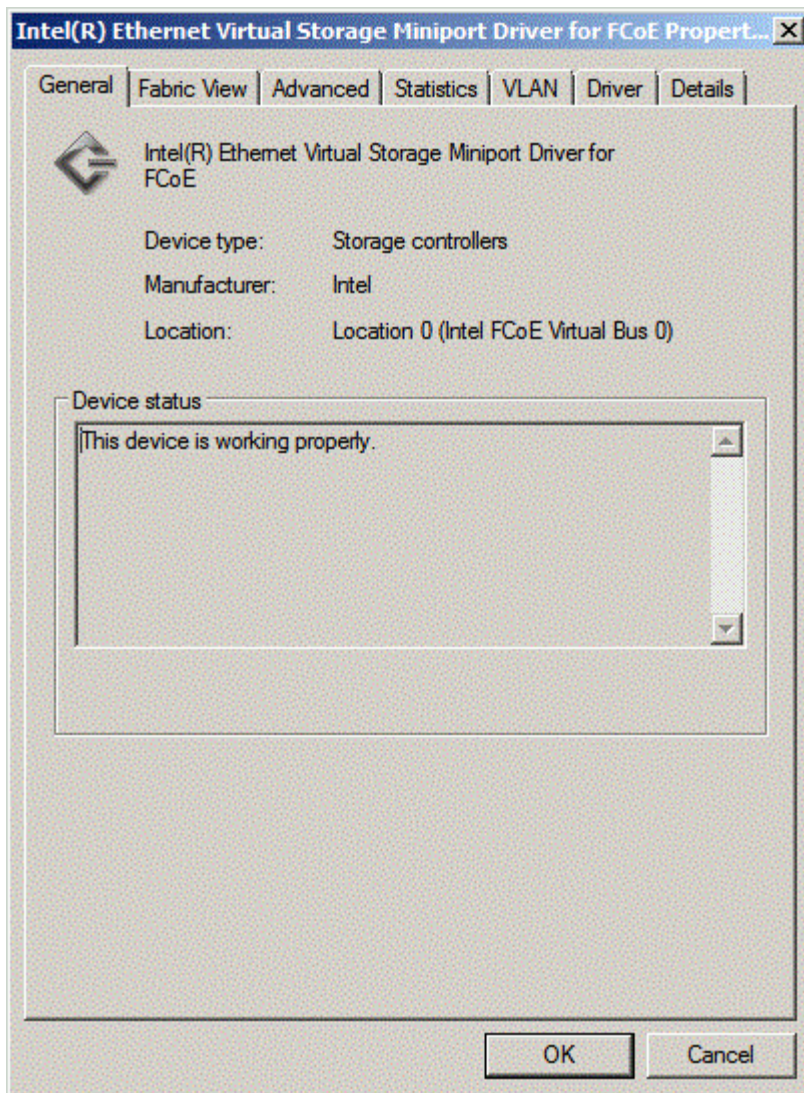 Intel(R) Ethernet Virtual Storage Miniport Driver for FCoE Propert...
General Fabric View Advanced Statistics VLAN Driver Details
Intel(R) Ethernet Virtual Storage Miniport Driver for
FCoE
Device type: Storage controllers
Manufacturer: Intel
Location: Location 0 (Intel FCoE Virtual Bus 0)
Device status
This device is working properly.
OK Cancel